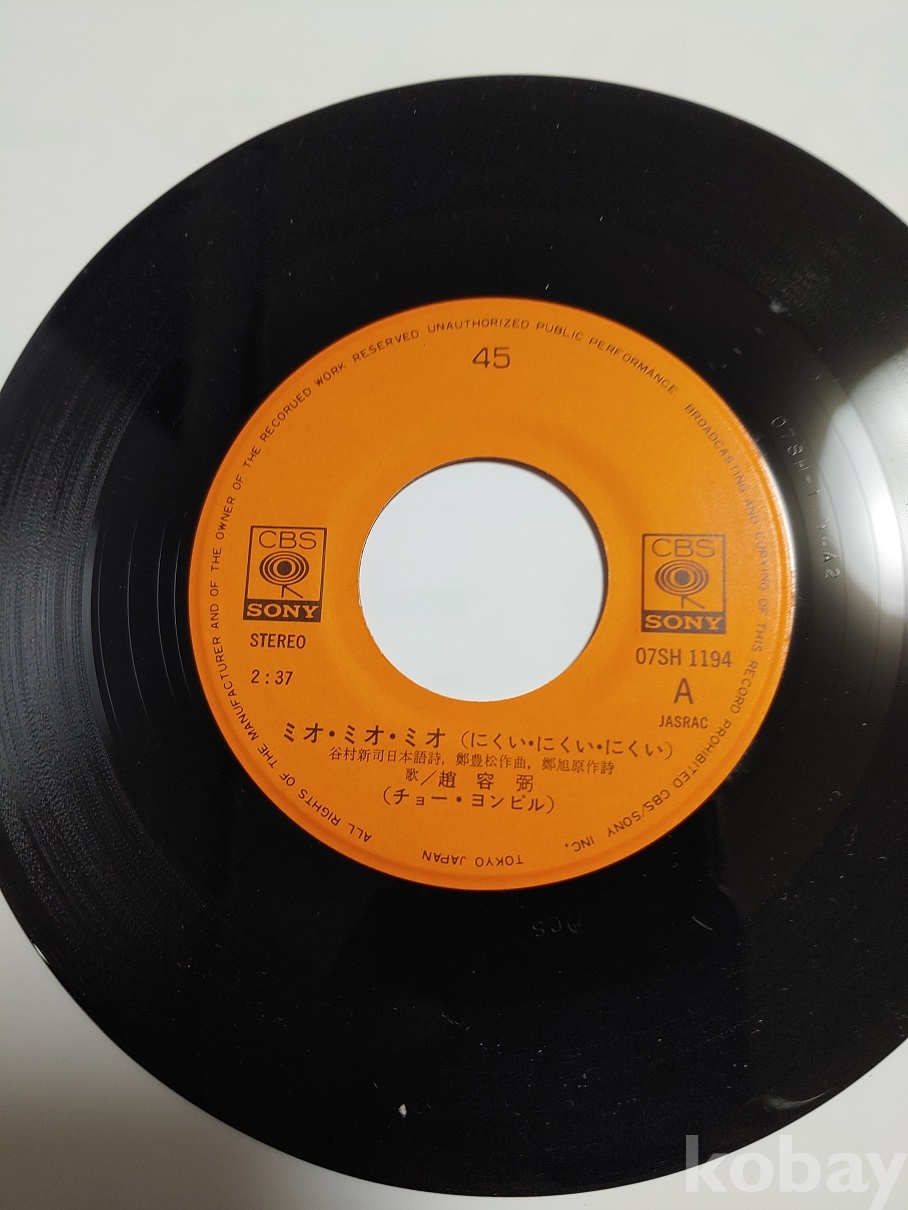 45
ALL RIGHTS OF THE MANUFACTURER AND OF THE OWNER OF THE RECORDED WORK RESERVED UNAUTHORIZED PUBLIC PERFORMANCE BROADCASTING AND COPYING OF THIS RECORD PROHIBITED CBS/SONY INC,
TOKYO JAPAN
CBS
SONY
STEREO
2:37
CBS
SONY
07SH 1194
A
JASRAC
ミオ・ミオ・ミオ (にくい・にくい・にくい)
谷村新司日本語詩, 鄭豊松作曲, 鄭旭原作詩
歌/趙 容 弼
(チョー・ヨンピル)
kobay